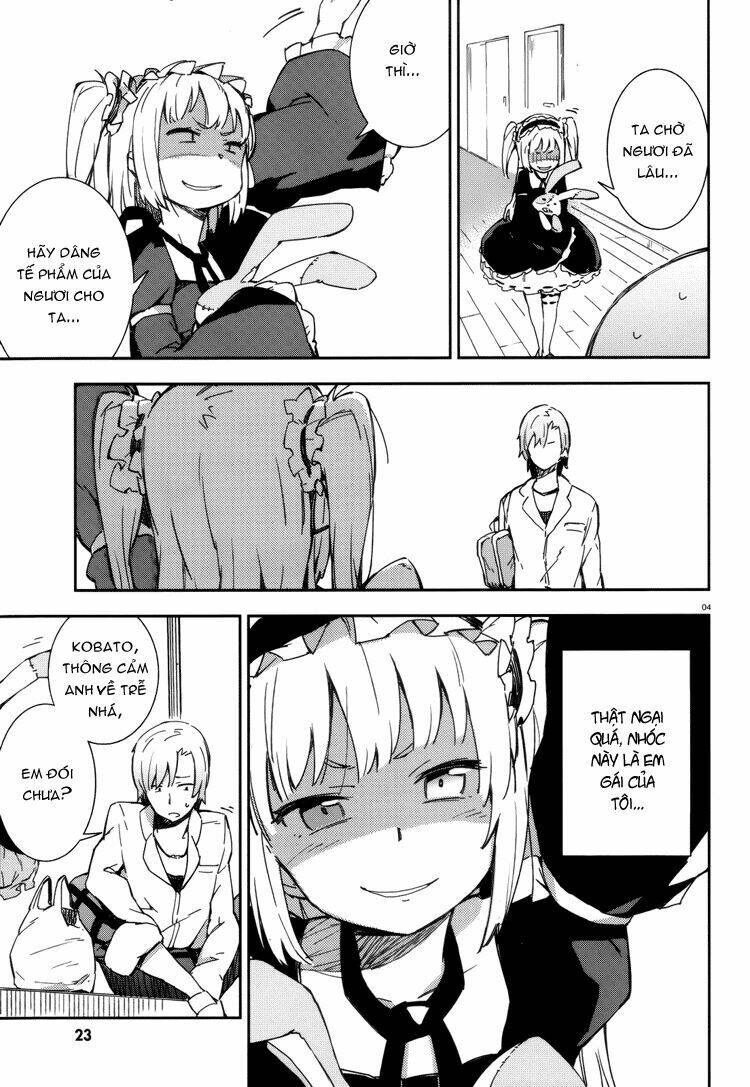 TA CHỜ
NGƯƠI ĐÃ
LÂU...
GIỜ
THÌ...
HÃY DÂNG
TẾ PHẨM CỦA
NGƯƠI CHO
TA...
04
THẬT NGẠI
QUÁ, NHÓC
NÀY LÀ EM
GÁI CỦA
TÔI...
KOBATO,
THÔNG CẢM
ANH VỀ TRỄ
NHÁ,
EM ĐÓI
CHƯA?
23